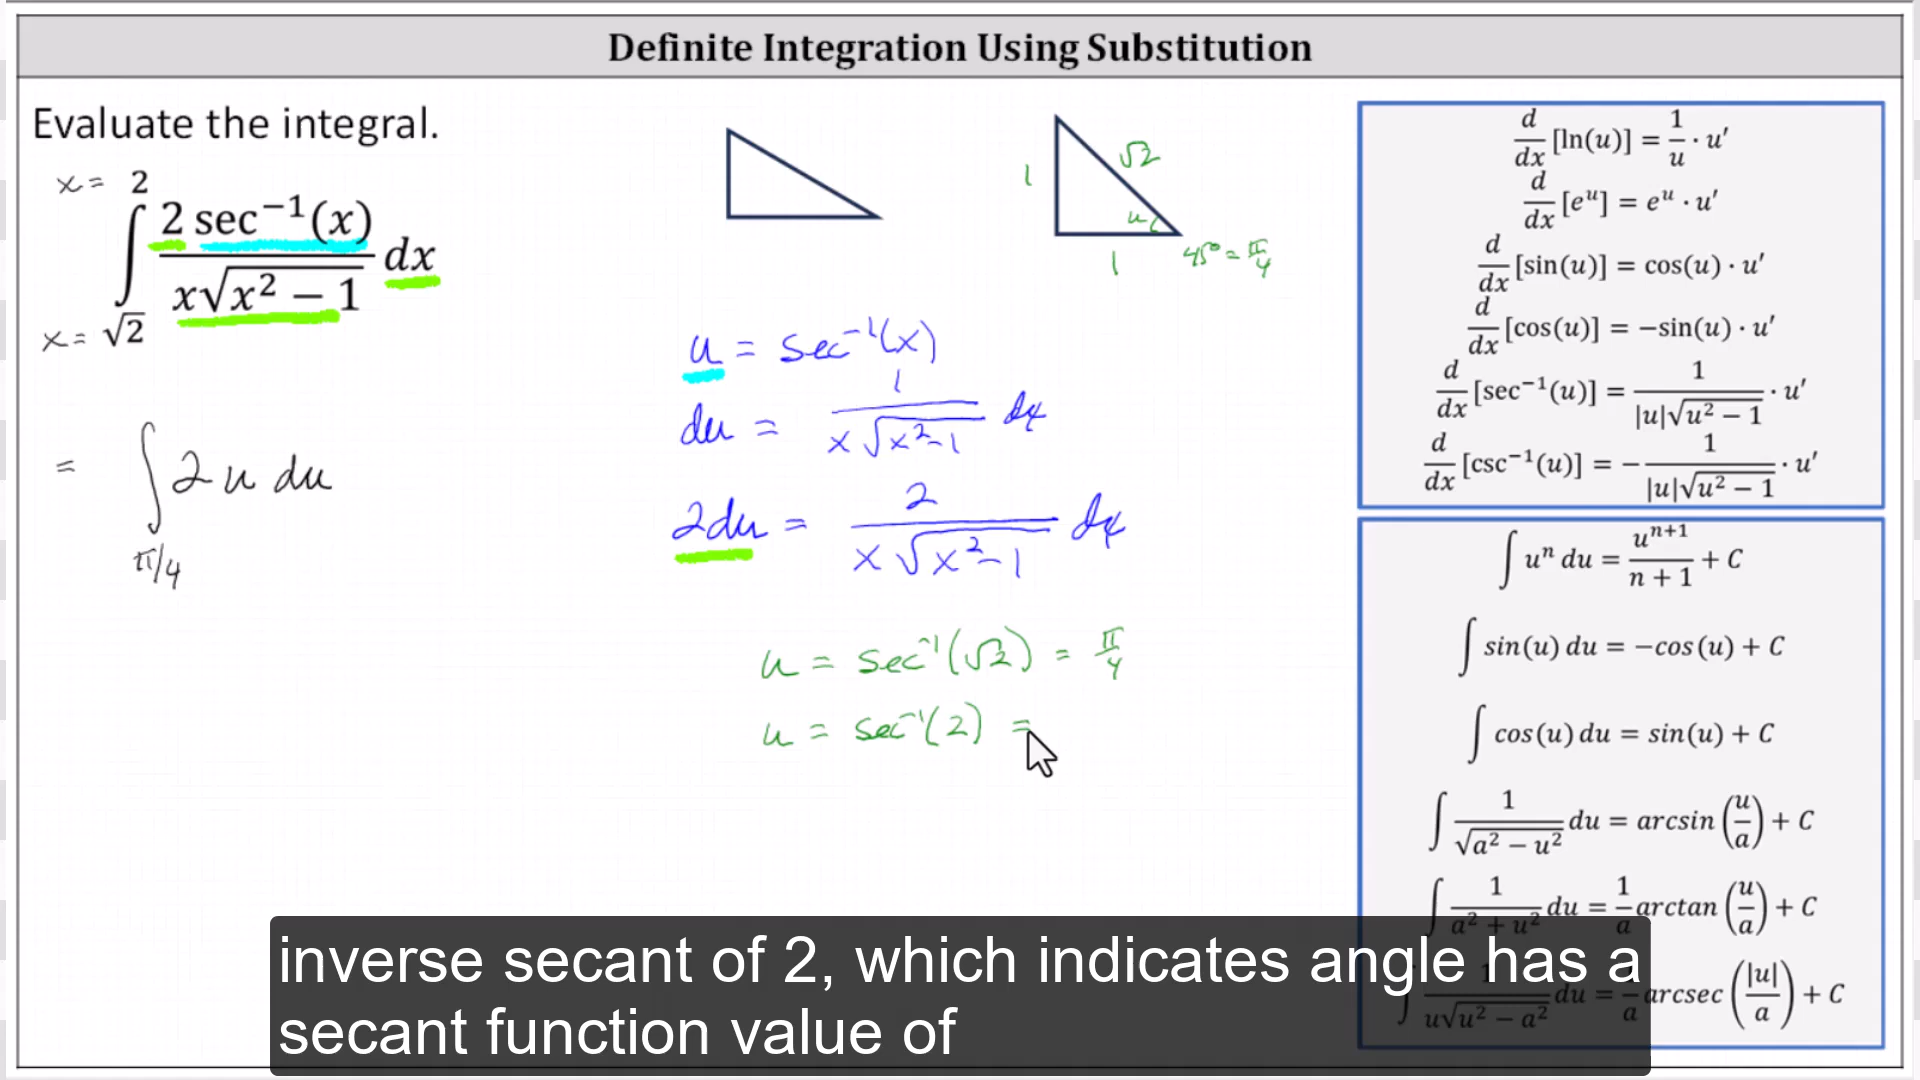 Definite Integration Using Substitution
Evaluate the integral.
x = 2
∫ 2 sec⁻¹(x) / x√x² − 1 dx
x = √2
= ∫ 2 u du
π/4
1
√2
u
1
45° = π/4
u = sec⁻¹(x)
du = 1 / x√x²-1 dx
2du = 2 / x√x²-1 dx
u = sec⁻¹(√2) = π/4
u = sec⁻¹(2) =
d/dx [ln(u)] = 1/u · u′
d/dx [eᵘ] = eᵘ · u′
d/dx [sin(u)] = cos(u) · u′
d/dx [cos(u)] = −sin(u) · u′
d/dx [sec⁻¹(u)] = 1 / |u|√u² − 1 · u′
d/dx [csc⁻¹(u)] = − 1 / |u|√u² − 1 · u′
∫ uⁿ du = uⁿ⁺¹ / n + 1 + C
∫ sin(u) du = −cos(u) + C
∫ cos(u) du = sin(u) + C
∫ 1 / √a² − u² du = arcsin (u/a) + C
∫ 1 / a² + u² du = 1/a arctan (u/a) + C
∫ 1 / u√u² − a² du = 1/a arcsec (|u|/a) + C
inverse secant of 2, which indicates angle has a
secant function value of